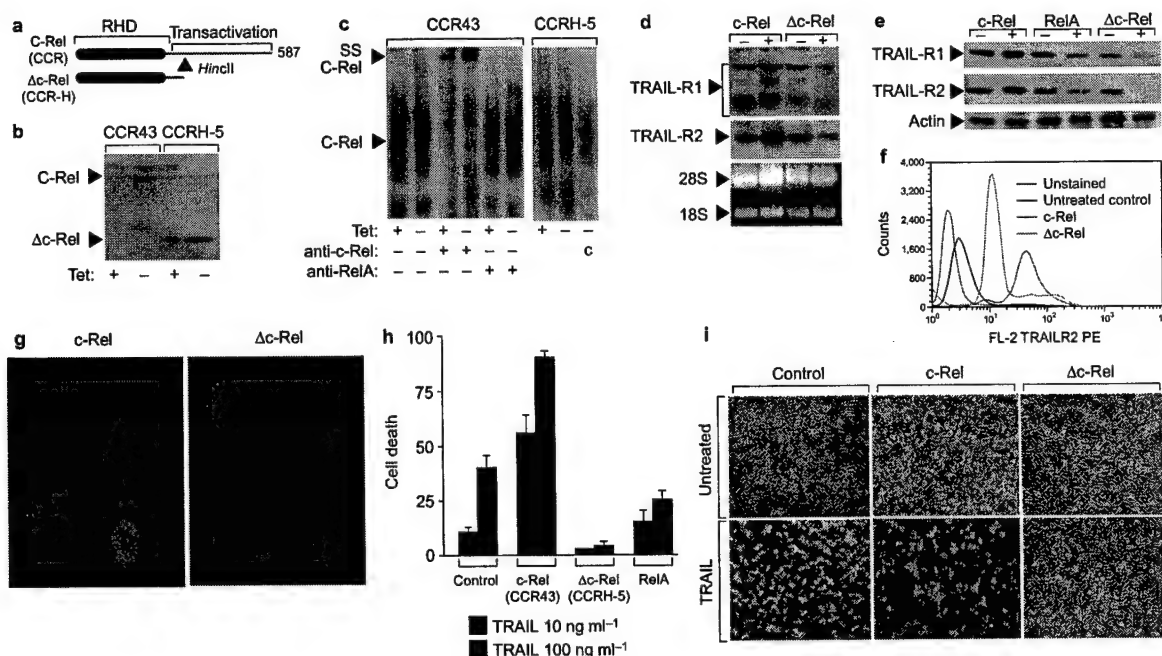 a
RHD
Transactivation
C-Rel
(CCR)
587
HincII
Δc-Rel
(CCR-H)
b
CCR43 CCRH-5
C-Rel
Δc-Rel
Tet: + − + −
c
CCR43
CCRH-5
SS
C-Rel
C-Rel
Tet: + − + − + − + − −
anti-c-Rel: − − + + − − − − c
anti-RelA: − − − − + +
d
c-Rel Δc-Rel
− + − +
TRAIL-R1
TRAIL-R2
28S
18S
e
c-Rel RelA Δc-Rel
− + − + − +
TRAIL-R1
TRAIL-R2
Actin
f
4,000
3,200
2,400
1,600
800
0
Counts
Unstained
Untreated control
c-Rel
Δc-Rel
10⁰ 10¹ 10² 10³ 10⁴
FL-2 TRAILR2 PE
g
c-Rel
Δc-Rel
h
100
75
50
25
0
Cell death
Control
c-Rel
(CCR43)
Δc-Rel
(CCRH-5)
RelA
TRAIL 10 ng ml⁻¹
TRAIL 100 ng ml⁻¹
i
Control
c-Rel
Δc-Rel
Untreated
TRAIL